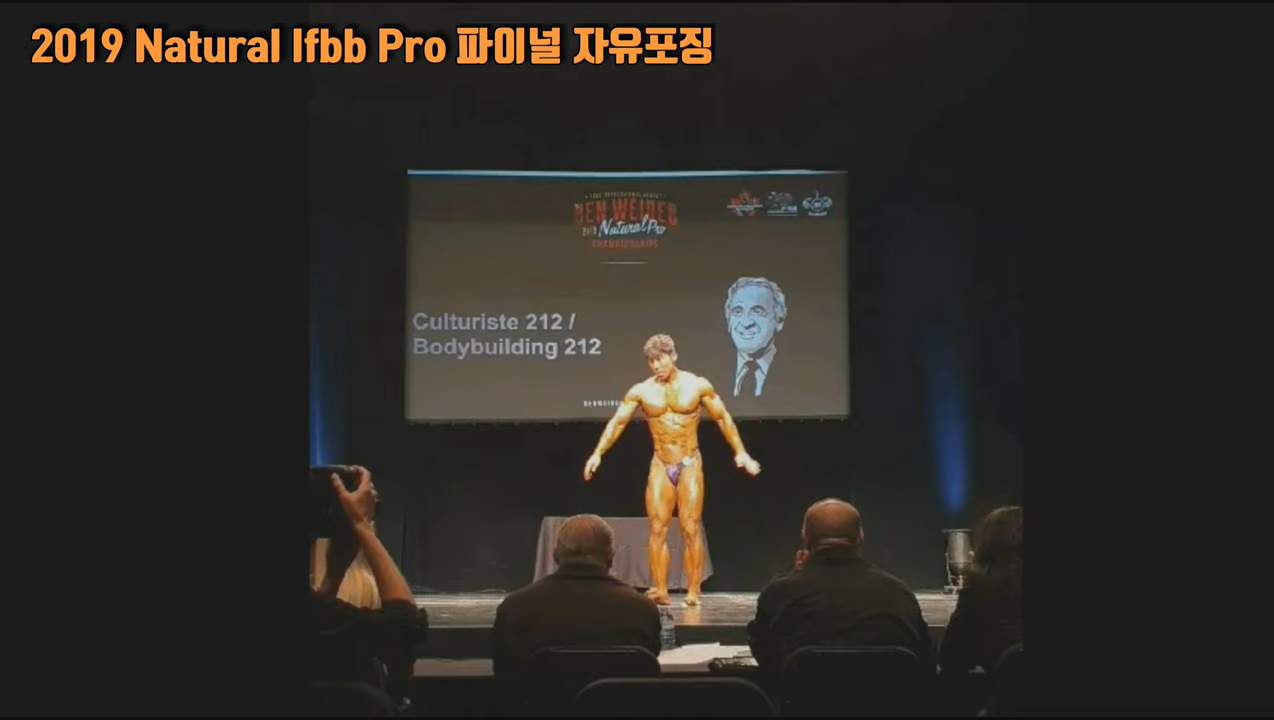 2019 Natural Ifbb Pro 파이널 자유포징
BEN WEIDER
2019 Natural Pro
CHAMPIONSHIPS
Culturiste 212 /
Bodybuilding 212